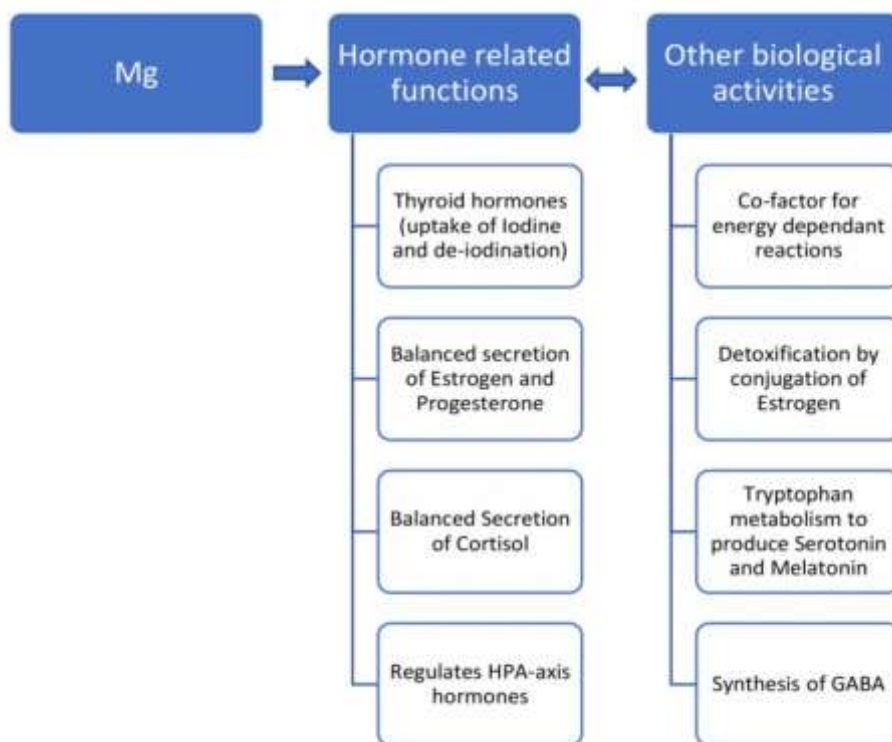 Mg
Hormone related
functions
Other biological
activities
Thyroid hormones
(uptake of Iodine
and de-iodination)
Balanced secretion
of Estrogen and
Progesterone
Balanced Secretion
of Cortisol
Regulates HPA-axis
hormones
Co-factor for
energy dependant
reactions
Detoxification by
conjugation of
Estrogen
Tryptophan
metabolism to
produce Serotonin
and Melatonin
Synthesis of GABA